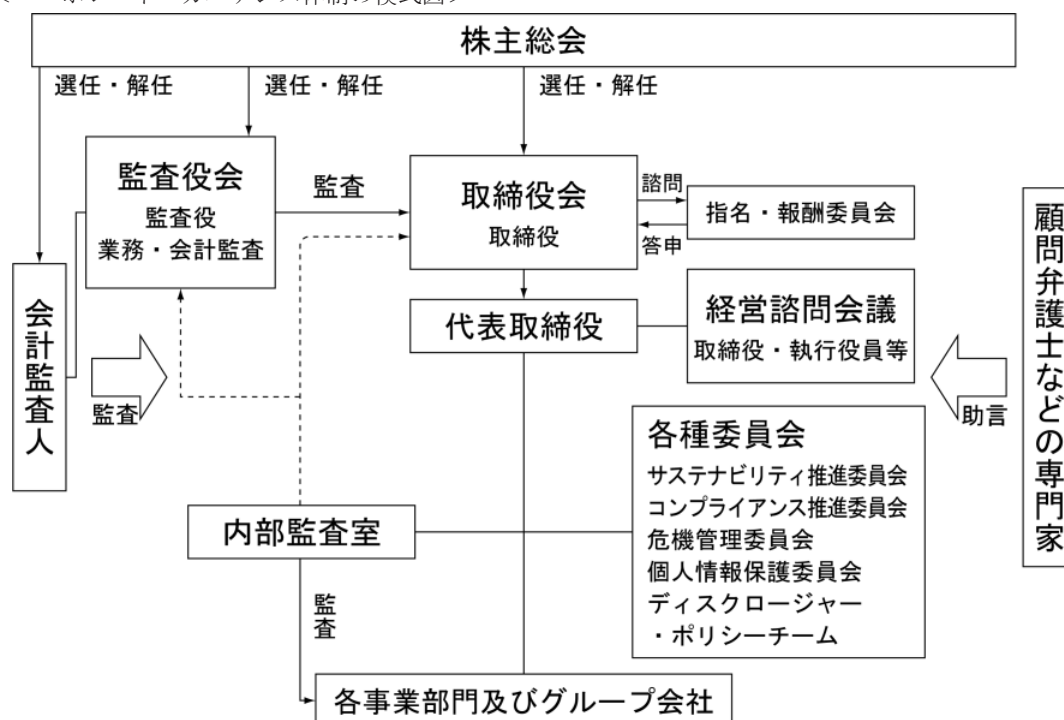 株主総会
選任・解任
選任・解任
選任・解任
監査役会
監査役
業務・会計監査
監査
取締役会
取締役
諮問
答申
指名・報酬委員会
会計監査人
監査
代表取締役
経営諮問会議
取締役・執行役員等
顧問弁護士などの専門家
助言
各種委員会
サステナビリティ推進委員会
コンプライアンス推進委員会
危機管理委員会
個人情報保護委員会
ディスクロージャー
・ポリシーチーム
内部監査室
監査
各事業部門及びグループ会社